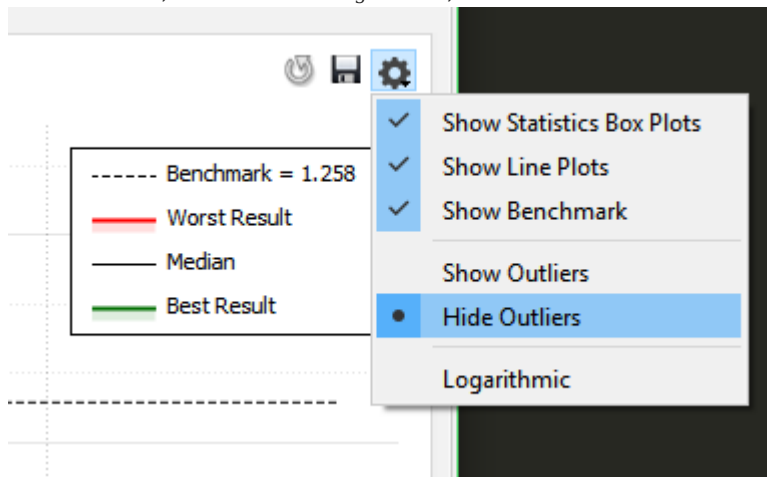 Show Statistics Box Plots
Show Line Plots
Show Benchmark
Show Outliers
Hide Outliers
Logarithmic
Benchmark = 1.258
Worst Result
Median
Best Result